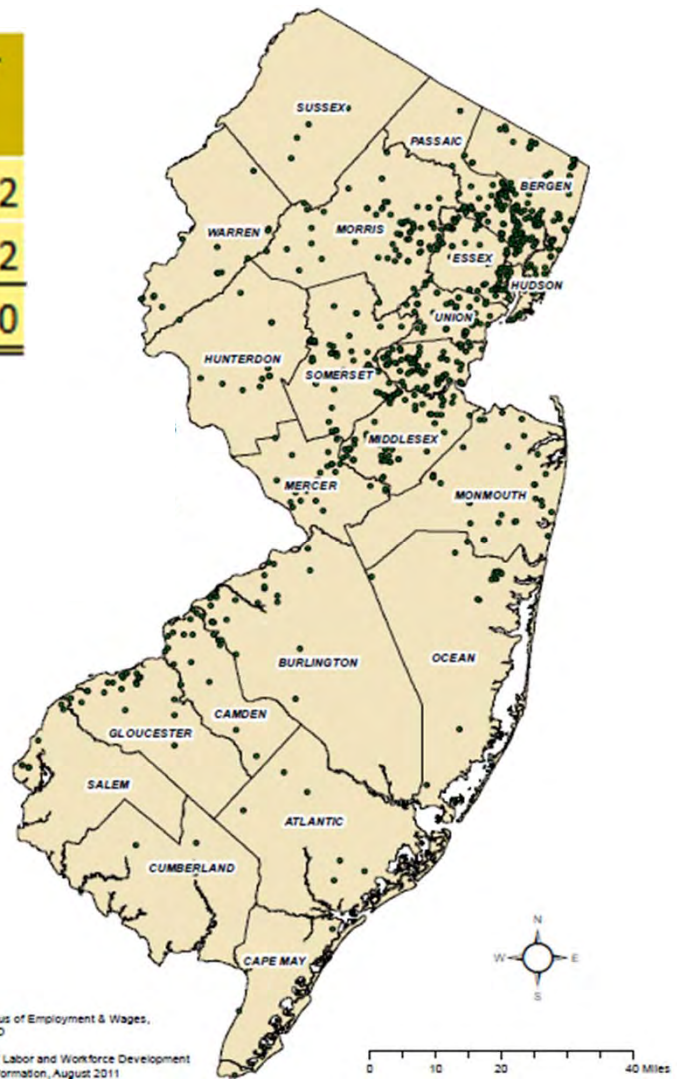 2
2
0
SUSSEX
PASSAIC
BERGEN
WARREN
MORRIS
ESSEX
HUDSON
UNION
HUNTERDON
SOMERSET
MIDDLESEX
MERCER
MONMOUTH
BURLINGTON
OCEAN
CAMDEN
GLOUCESTER
SALEM
ATLANTIC
CUMBERLAND
CAPE MAY
N
W E
S
us of Employment & Wages,
Labor and Workforce Development
formation, August 2011
0 10 20 40 Miles